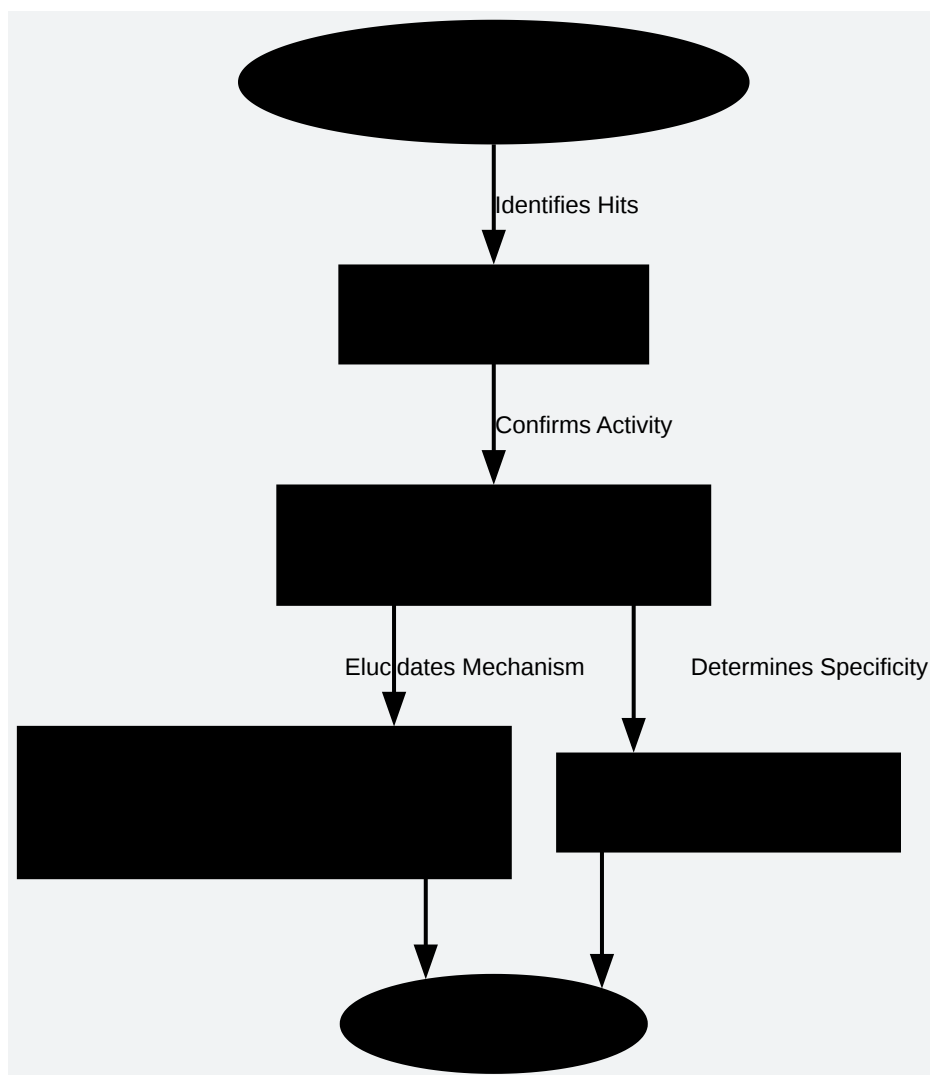 Identifies Hits
Confirms Activity
Elucidates Mechanism
Determines Specificity